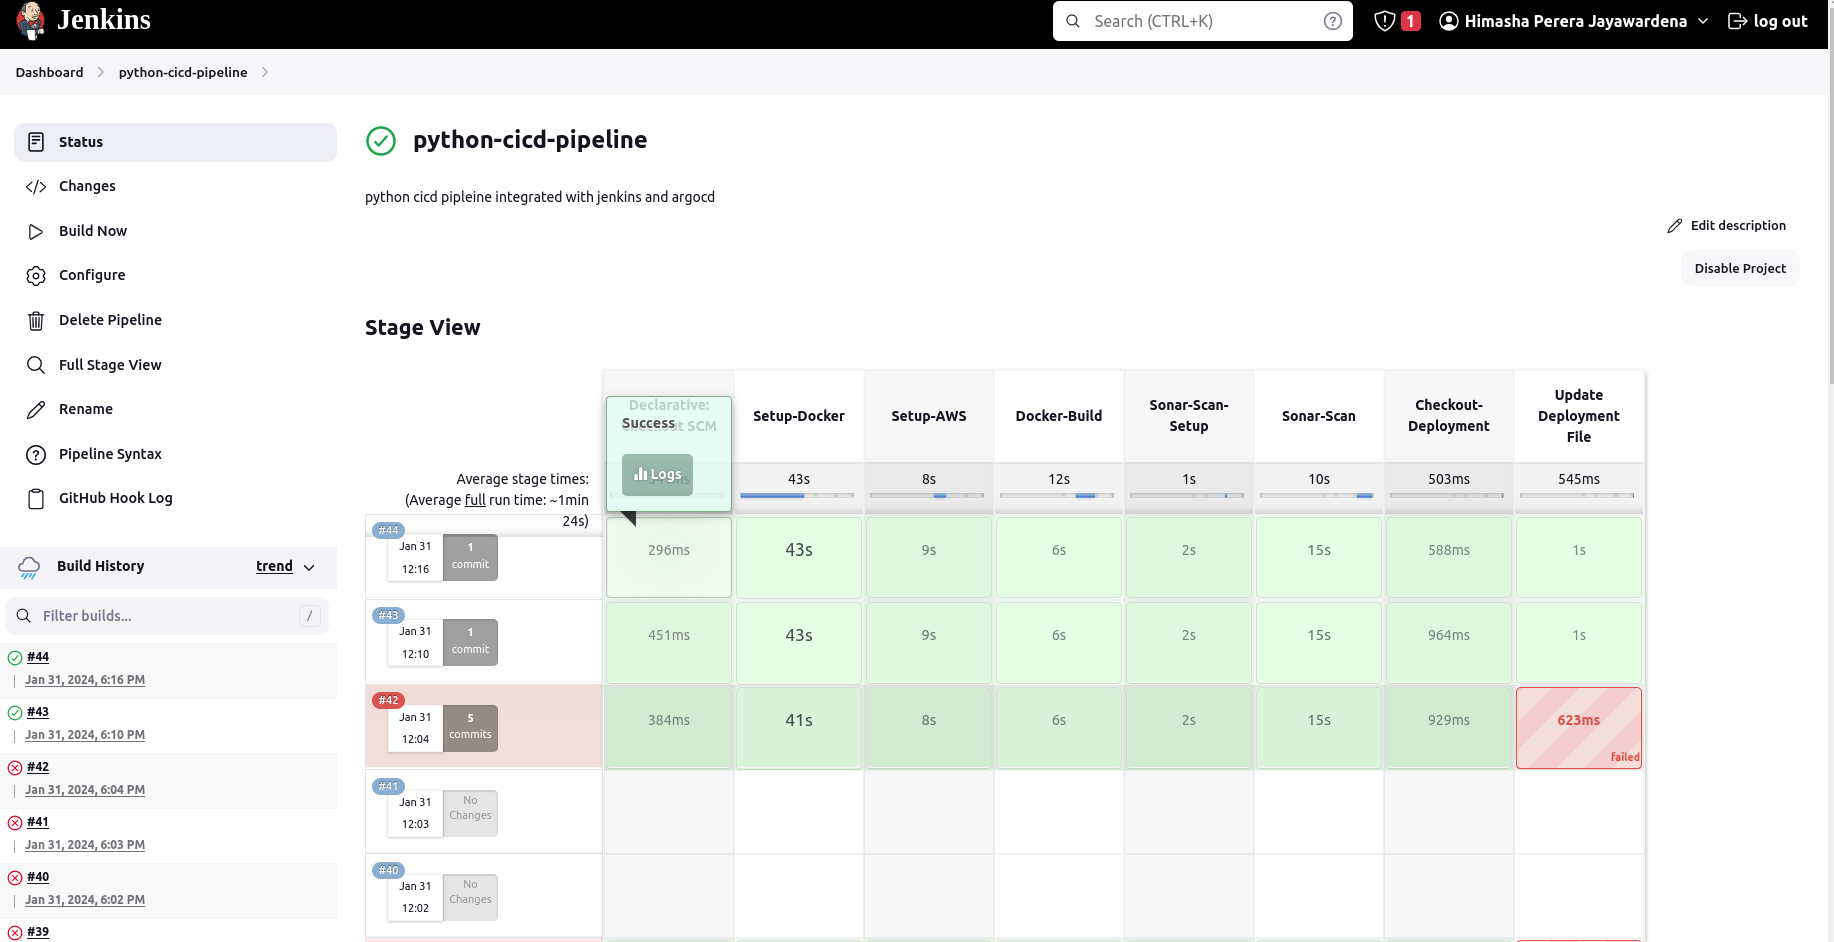 Jenkins
Search (CTRL+K)
1
Himasha Perera Jayawardena
log out
Dashboard
python-cicd-pipeline
Status
Changes
Build Now
Configure
Delete Pipeline
Full Stage View
Rename
Pipeline Syntax
GitHub Hook Log
Build History
trend
Filter builds...
/
#44
Jan 31, 2024, 6:16 PM
#43
Jan 31, 2024, 6:10 PM
#42
Jan 31, 2024, 6:04 PM
#41
Jan 31, 2024, 6:03 PM
#40
Jan 31, 2024, 6:02 PM
#39
python-cicd-pipeline
python cicd pipleine integrated with jenkins and argocd
Edit description
Disable Project
Stage View
Declarative:
Checkout SCM
Success
Logs
Setup-Docker
Setup-AWS
Docker-Build
Sonar-Scan-
Setup
Sonar-Scan
Checkout-
Deployment
Update
Deployment
File
Average stage times:
(Average full run time: ~1min
24s)
43s
8s
12s
1s
10s
503ms
545ms
#44
Jan 31
12:16
1
commit
296ms
43s
9s
6s
2s
15s
588ms
1s
#43
Jan 31
12:10
1
commit
451ms
43s
9s
6s
2s
15s
964ms
1s
#42
Jan 31
12:04
5
commits
384ms
41s
8s
6s
2s
15s
929ms
623ms
failed
#41
Jan 31
12:03
No
Changes
#40
Jan 31
12:02
No
Changes